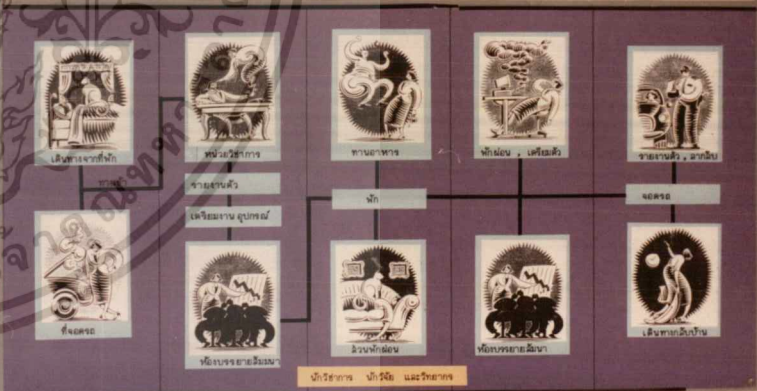 เดินทางจากที่พัก
หน่วยวิชาการ
ทานอาหาร
พักผ่อน , เตรียมตัว
รายงานตัว , ลากลับ
ทางเข้า
รายงานตัว
พัก
จอดรถ
เตรียมงาน อุปกรณ์
ที่จอดรถ
ห้องบรรยายสัมมนา
ส่วนพักผ่อน
ห้องบรรยายสัมมนา
เดินทางกลับบ้าน
นักวิชาการ นักวิจัย และวิทยากร